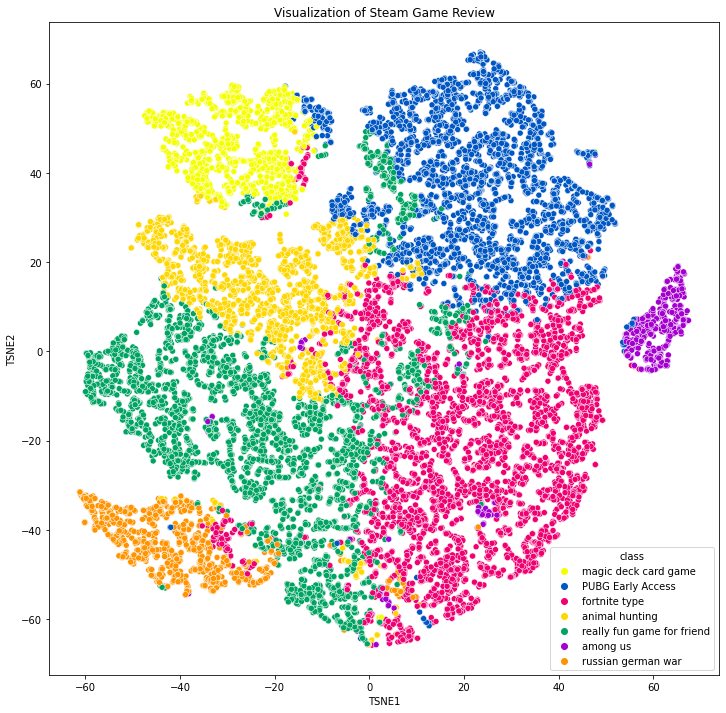 Visualization of Steam Game Review
60
40
20
0
−20
−40
−60
TSNE2
−60
−40
−20
0
20
40
60
TSNE1
class
magic deck card game
PUBG Early Access
fortnite type
animal hunting
really fun game for friend
among us
russian german war